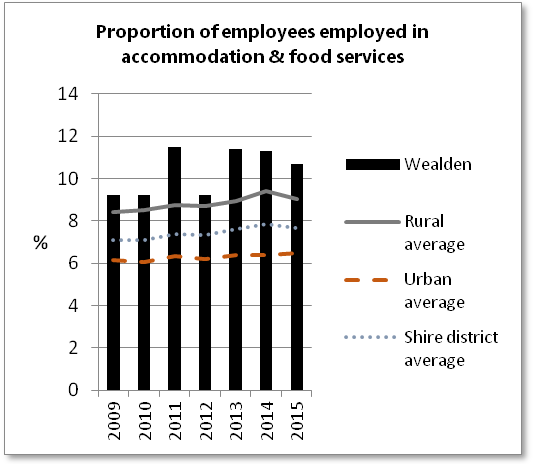 Proportion of employees employed in
accommodation & food services
14
12
10
8
6
4
2
0
%
2009
2010
2011
2012
2013
2014
2015
Wealden
Rural
average
Urban
average
Shire district
average